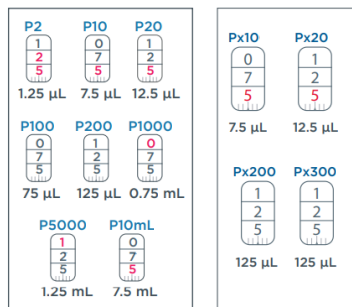 P2 P10 P20
1 0 1
2 7 2
5 5 5
1.25 µL 7.5 µL 12.5 µL
P100 P200 P1000
0 1 0
7 2 7
5 5 5
75 µL 125 µL 0.75 mL
P5000 P10mL
1 0
2 7
5 5
1.25 mL 7.5 mL
Px10 Px20
0 1
7 2
5 5
7.5 µL 12.5 µL
Px200 Px300
1 1
2 2
5 5
125 µL 125 µL